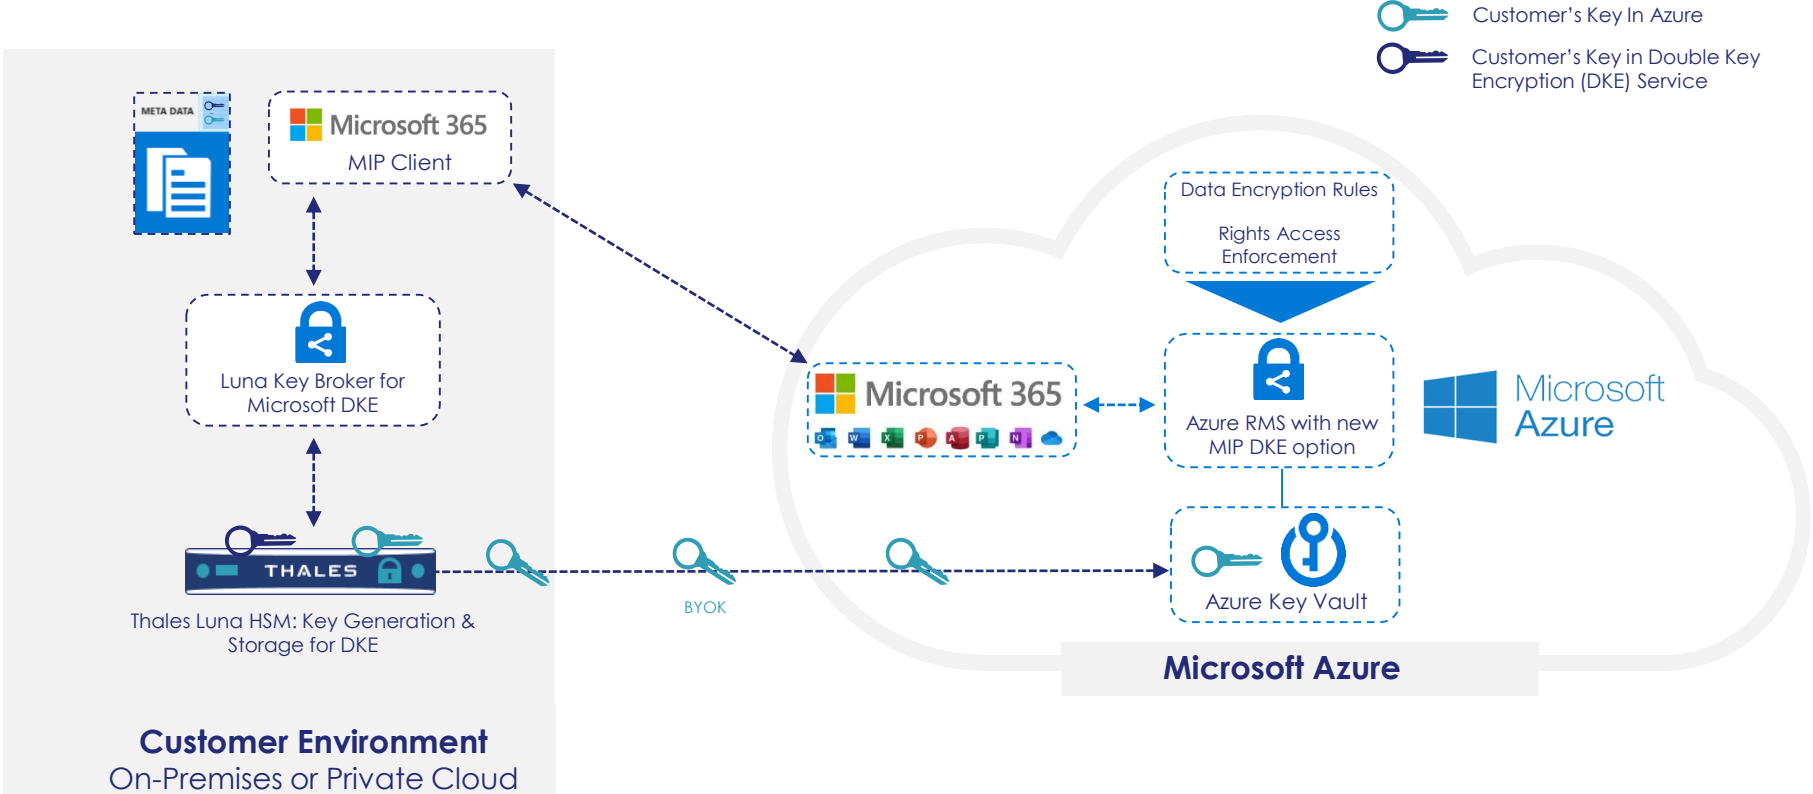 Customer's Key In Azure
Customer's Key in Double Key
Encryption (DKE) Service
META DATA
Microsoft 365
MIP Client
Data Encryption Rules
Rights Access
Enforcement
Luna Key Broker for
Microsoft DKE
Microsoft 365
O W X P A P N
Azure RMS with new
MIP DKE option
Microsoft
Azure
THALES
Thales Luna HSM: Key Generation &
Storage for DKE
BYOK
Azure Key Vault
Microsoft Azure
Customer Environment
On-Premises or Private Cloud